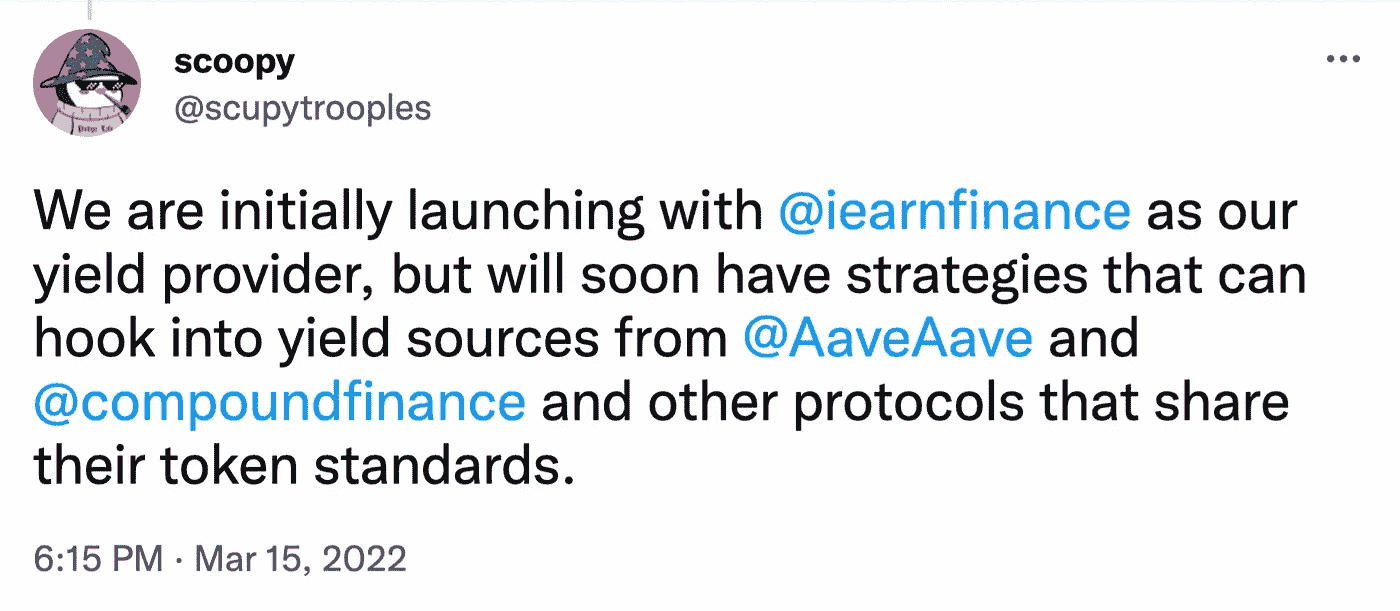 scoopy
@scupytrooples
We are initially launching with @iearnfinance as our
yield provider, but will soon have strategies that can
hook into yield sources from @AaveAave and
@compoundfinance and other protocols that share
their token standards.
6:15 PM · Mar 15, 2022